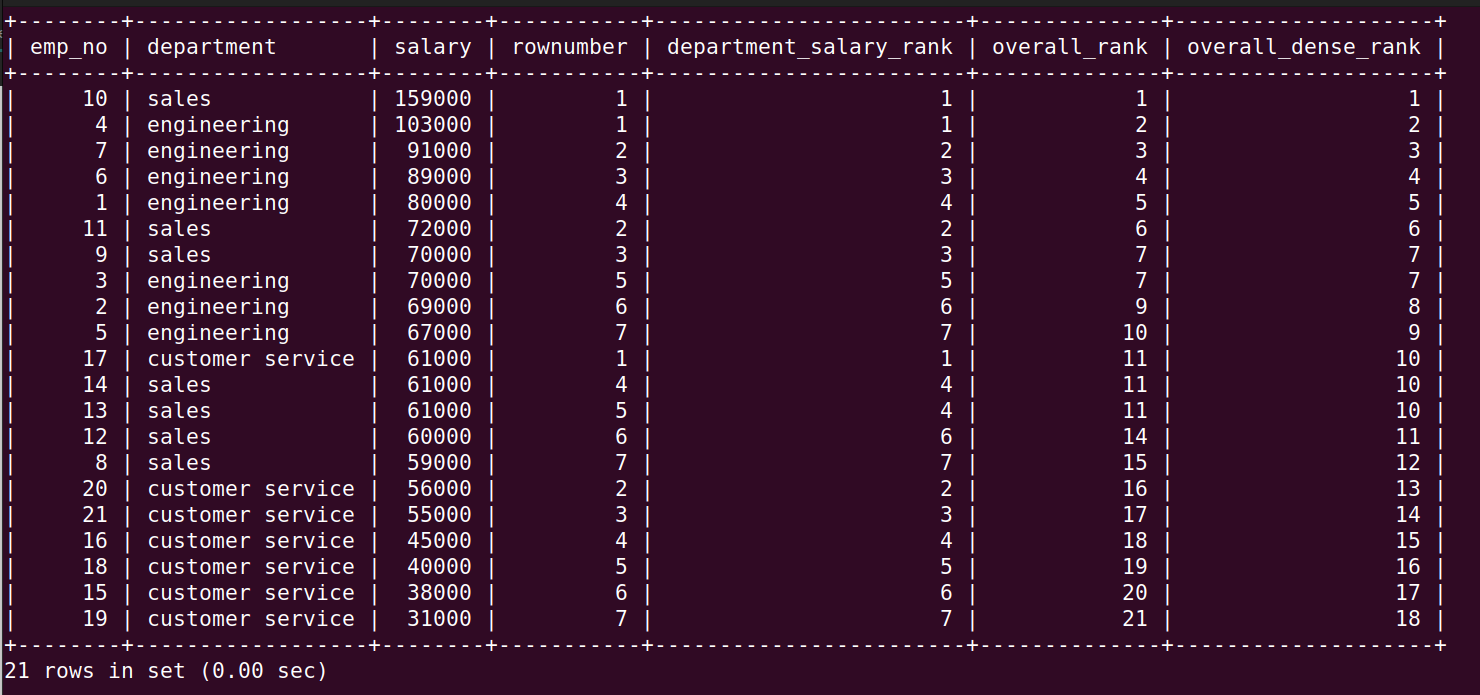 +--------+------------------+--------+-----------+------------------------+--------------+--------------------+
| emp_no | department       | salary | rownumber | department_salary_rank | overall_rank | overall_dense_rank |
+--------+------------------+--------+-----------+------------------------+--------------+--------------------+
|     10 | sales            | 159000 |         1 |                      1 |            1 |                  1 |
|      4 | engineering      | 103000 |         1 |                      1 |            2 |                  2 |
|      7 | engineering      |  91000 |         2 |                      2 |            3 |                  3 |
|      6 | engineering      |  89000 |         3 |                      3 |            4 |                  4 |
|      1 | engineering      |  80000 |         4 |                      4 |            5 |                  5 |
|     11 | sales            |  72000 |         2 |                      2 |            6 |                  6 |
|      9 | sales            |  70000 |         3 |                      3 |            7 |                  7 |
|      3 | engineering      |  70000 |         5 |                      5 |            7 |                  7 |
|      2 | engineering      |  69000 |         6 |                      6 |            9 |                  8 |
|      5 | engineering      |  67000 |         7 |                      7 |           10 |                  9 |
|     17 | customer service |  61000 |         1 |                      1 |           11 |                 10 |
|     14 | sales            |  61000 |         4 |                      4 |           11 |                 10 |
|     13 | sales            |  61000 |         5 |                      4 |           11 |                 10 |
|     12 | sales            |  60000 |         6 |                      6 |           14 |                 11 |
|      8 | sales            |  59000 |         7 |                      7 |           15 |                 12 |
|     20 | customer service |  56000 |         2 |                      2 |           16 |                 13 |
|     21 | customer service |  55000 |         3 |                      3 |           17 |                 14 |
|     16 | customer service |  45000 |         4 |                      4 |           18 |                 15 |
|     18 | customer service |  40000 |         5 |                      5 |           19 |                 16 |
|     15 | customer service |  38000 |         6 |                      6 |           20 |                 17 |
|     19 | customer service |  31000 |         7 |                      7 |           21 |                 18 |
+--------+------------------+--------+-----------+------------------------+--------------+--------------------+
21 rows in set (0.00 sec)